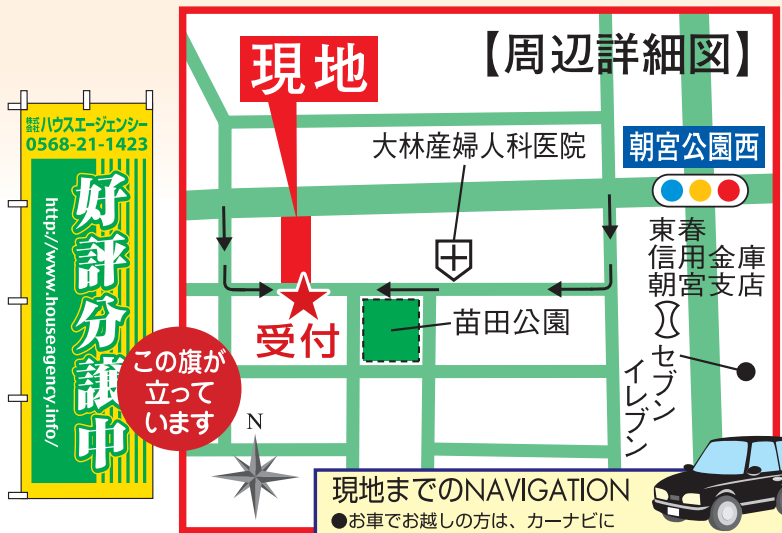 株式会社ハウスエージェンシー
0568-21-1423
好評分譲中
http://www.houseagency.info/
この旗が
立って
います
【周辺詳細図】
現地
大林産婦人科医院
朝宮公園西
東春
信用金庫
朝宮支店
受付
苗田公園
セブン
イレブン
N
現地までのNAVIGATION
●お車でお越しの方は、カーナビに